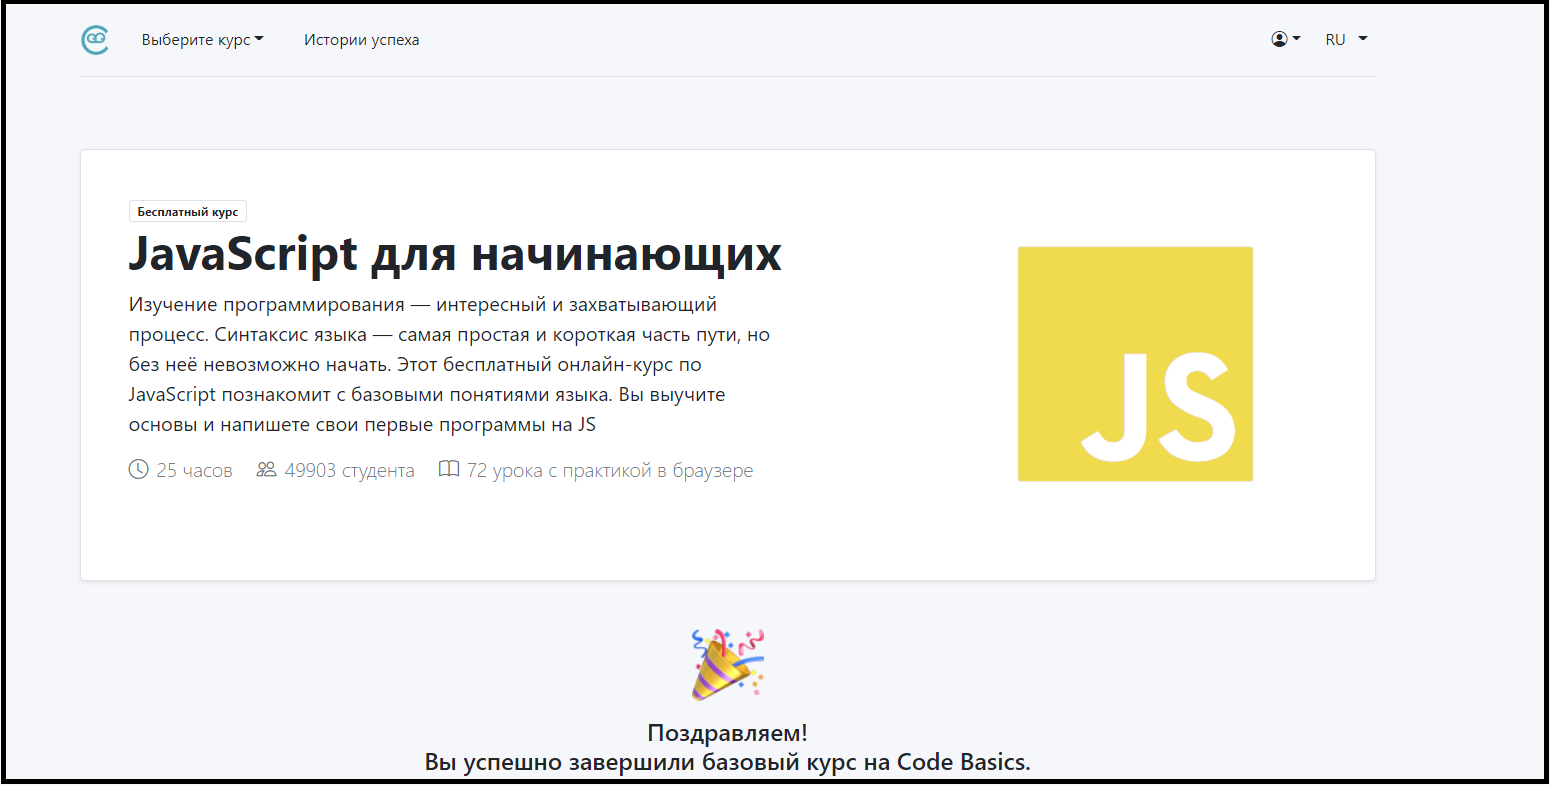 Выберите курс
Истории успеха
RU
Бесплатный курс
JavaScript для начинающих
Изучение программирования — интересный и захватывающий
процесс. Синтаксис языка — самая простая и короткая часть пути, но
без неё невозможно начать. Этот бесплатный онлайн-курс по
JavaScript познакомит с базовыми понятиями языка. Вы выучите
основы и напишете свои первые программы на JS
25 часов
49903 студента
72 урока с практикой в браузере
JS
Поздравляем!
Вы успешно завершили базовый курс на Code Basics.